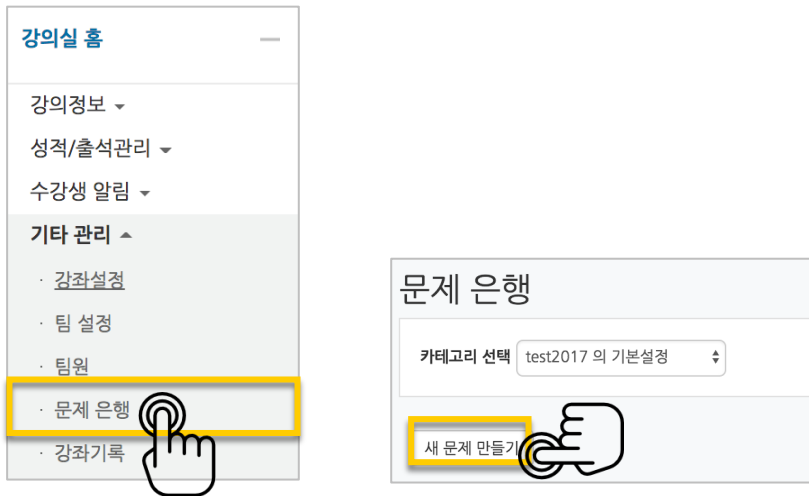 강의실 홈
강의정보
성적/출석관리
수강생 알림
기타 관리
· 강좌설정
· 팀 설정
· 팀원
· 문제 은행
· 강좌기록
문제 은행
카테고리 선택 test2017 의 기본설정
새 문제 만들기